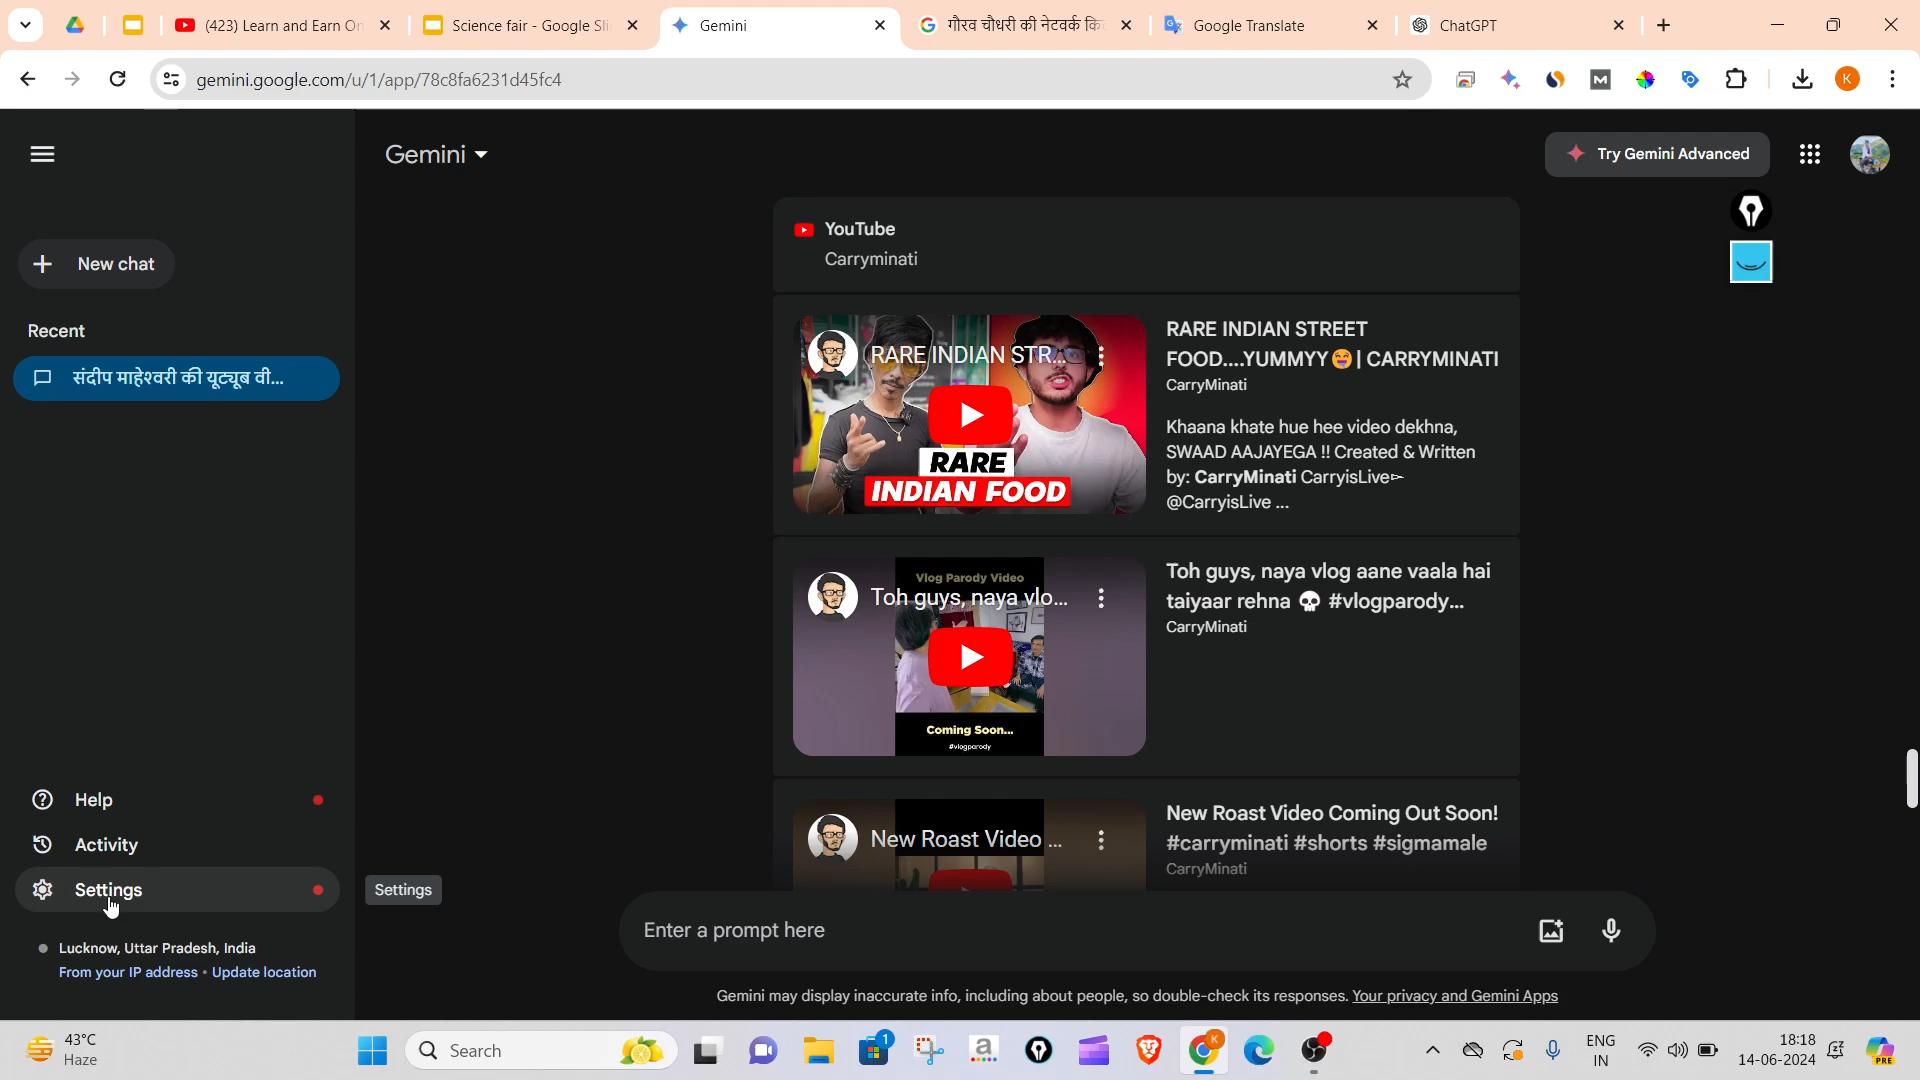 (423) Learn and Earn On
Science fair - Google Sli
Gemini
गौरव चौधरी की नेटवर्क कित
Google Translate
ChatGPT
gemini.google.com/u/1/app/78c8fa6231d45fc4
K
Gemini
Try Gemini Advanced
New chat
Recent
संदीप माहेश्वरी की यूट्यूब वी...
YouTube
Carryminati
RARE INDIAN STR...
RARE
INDIAN FOOD
RARE INDIAN STREET
FOOD....YUMMYY😄| CARRYMINATI
CarryMinati
Khaana khate hue hee video dekhna,
SWAAD AAJAYEGA !! Created & Written
by: CarryMinati CarryisLive►
@CarryisLive ...
Vlog Parody Video
Toh guys, naya vlo...
Coming Soon...
#vlogparody
Toh guys, naya vlog aane vaala hai
taiyaar rehna 💀 #vlogparody...
CarryMinati
New Roast Video ...
New Roast Video Coming Out Soon!
#carryminati #shorts #sigmamale
CarryMinati
Help
Activity
Settings
Settings
Lucknow, Uttar Pradesh, India
From your IP address • Update location
Enter a prompt here
Gemini may display inaccurate info, including about people, so double-check its responses. Your privacy and Gemini Apps
43°C
Haze
Search
1
a
K
ENG
IN
18:18
14-06-2024
PRE